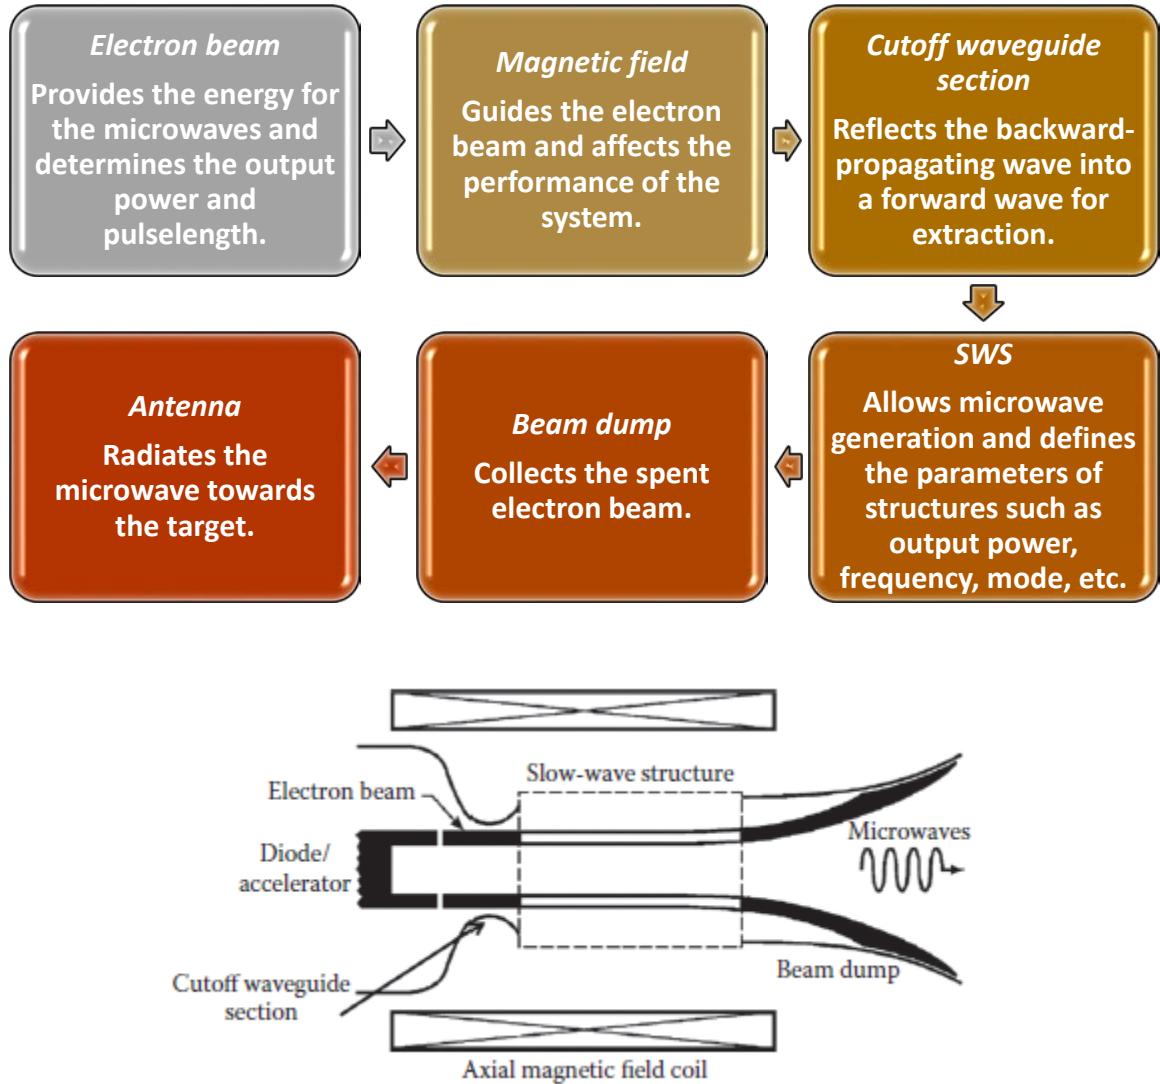 Electron beam
Provides the energy for
the microwaves and
determines the output
power and
pulselength.
Magnetic field
Guides the electron
beam and affects the
performance of the
system.
Cutoff waveguide
section
Reflects the backward-
propagating wave into
a forward wave for
extraction.
Antenna
Radiates the
microwave towards
the target.
Beam dump
Collects the spent
electron beam.
SWS
Allows microwave
generation and defines
the parameters of
structures such as
output power,
frequency, mode, etc.
Slow-wave structure
Electron beam
Microwaves
Diode/
accelerator
Beam dump
Cutoff waveguide
section
Axial magnetic field coil